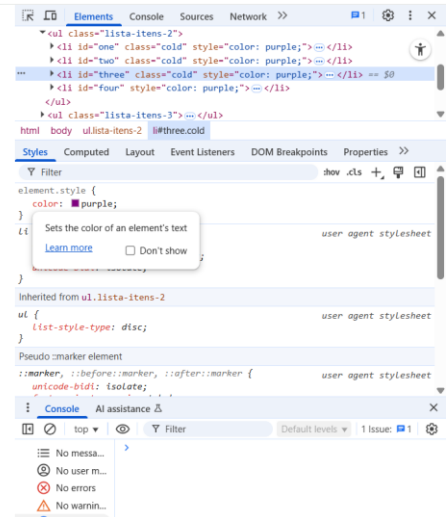 Elements Console Sources Network 1
<ul class="lista-itens-2">
<li id="one" class="cold" style="color: purple;"> </li>
<li id="two" class="cold" style="color: purple;"> </li>
<li id="three" class="cold" style="color: purple;"> </li> == $0
<li id="four" style="color: purple;"> </li>
</ul>
<ul class="lista-itens-3"> </ul>
html body ul.lista-itens-2 li#three.cold
Styles Computed Layout Event Listeners DOM Breakpoints Properties
Filter :hov .cls
element.style {
color: purple;
}
Sets the color of an element's text
Learn more Don't show
li user agent stylesheet
}
Inherited from ul.lista-itens-2
ul { user agent stylesheet
list-style-type: disc;
}
Pseudo ::marker element
::marker, ::before::marker, ::after::marker { user agent stylesheet
unicode-bidi: isolate;
Console AI assistance
top Filter Default levels 1 Issue: 1
No messa...
No user m...
No errors
No warnin...